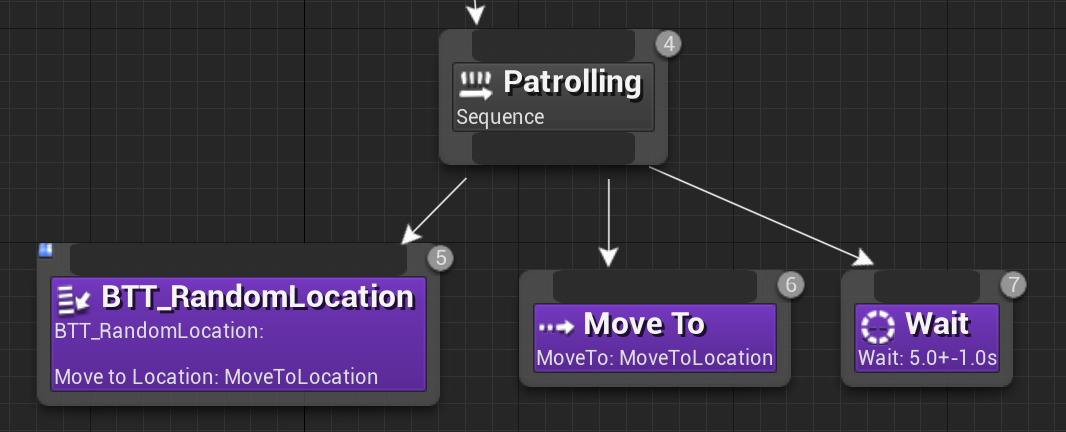 4
Patrolling
Sequence
5
BTT_RandomLocation
BTT_RandomLocation:
Move to Location: MoveToLocation
6
Move To
MoveTo: MoveToLocation
7
Wait
Wait: 5.0+-1.0s